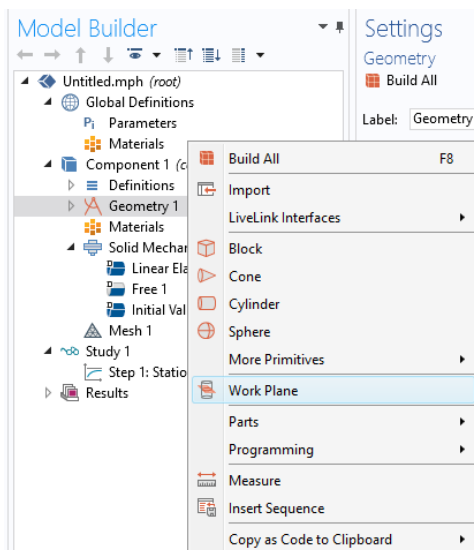 Model Builder
Untitled.mph (root)
Global Definitions
Pi Parameters
Materials
Component 1 (c
Definitions
Geometry 1
Materials
Solid Mechar
Linear Ela
Free 1
Initial Val
Mesh 1
Study 1
Step 1: Statio
Results
Build All F8
Import
LiveLink Interfaces
Block
Cone
Cylinder
Sphere
More Primitives
Work Plane
Parts
Programming
Measure
Insert Sequence
Copy as Code to Clipboard
Settings
Geometry
Build All
Label: Geometry